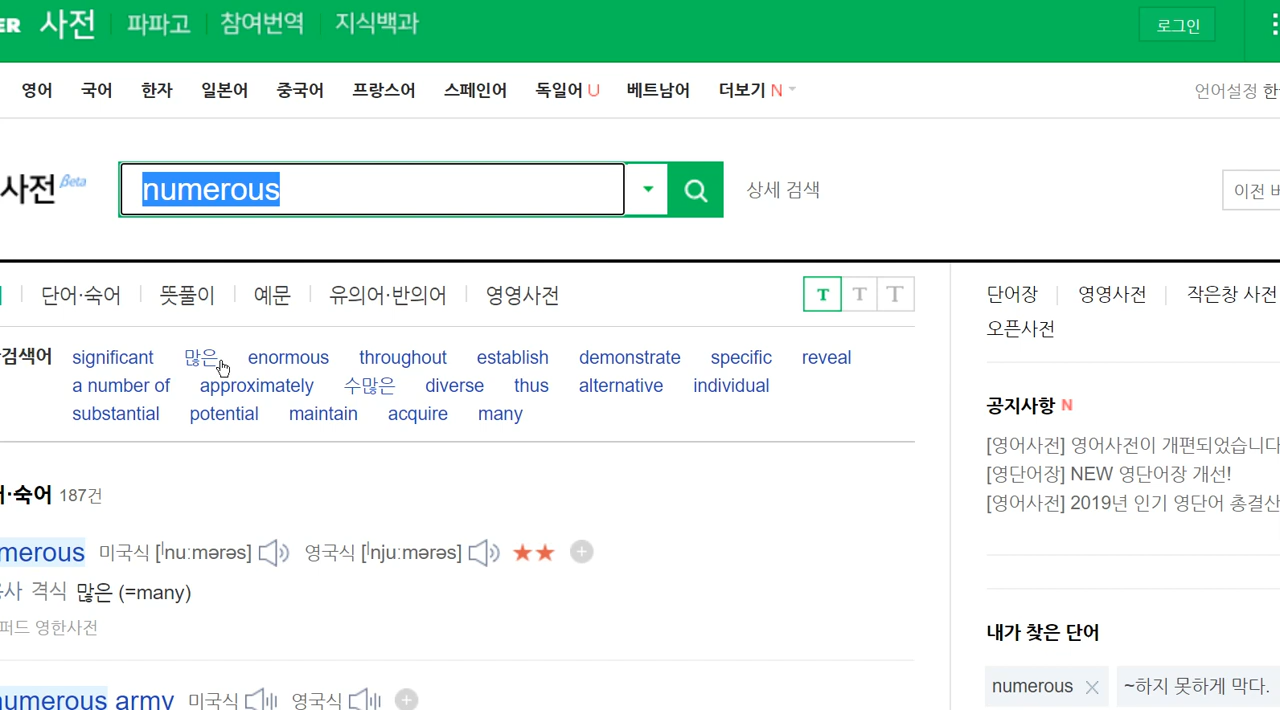 ER 사전 파파고 참여번역 지식백과 로그인
영어 국어 한자 일본어 중국어 프랑스어 스페인어 독일어 U 베트남어 더보기 N 언어설정 한
사전 Beta numerous 상세 검색 이전 버
단어·숙어 뜻풀이 예문 유의어·반의어 영영사전 T T T
검색어 significant 많은 enormous throughout establish demonstrate specific reveal
a number of approximately 수많은 diverse thus alternative individual
substantial potential maintain acquire many
어·숙어 187건
merous 미국식 [ˈnuːmərəs] 영국식 [ˈnjuːmərəs]
용사 격식 많은 (=many)
퍼드 영한사전
numerous army 미국식 영국식
단어장 영영사전 작은창 사전
오픈사전
공지사항 N
[영어사전] 영어사전이 개편되었습니다
[영단어장] NEW 영단어장 개선!
[영어사전] 2019년 인기 영단어 총결산
내가 찾은 단어
numerous ~하지 못하게 막다.